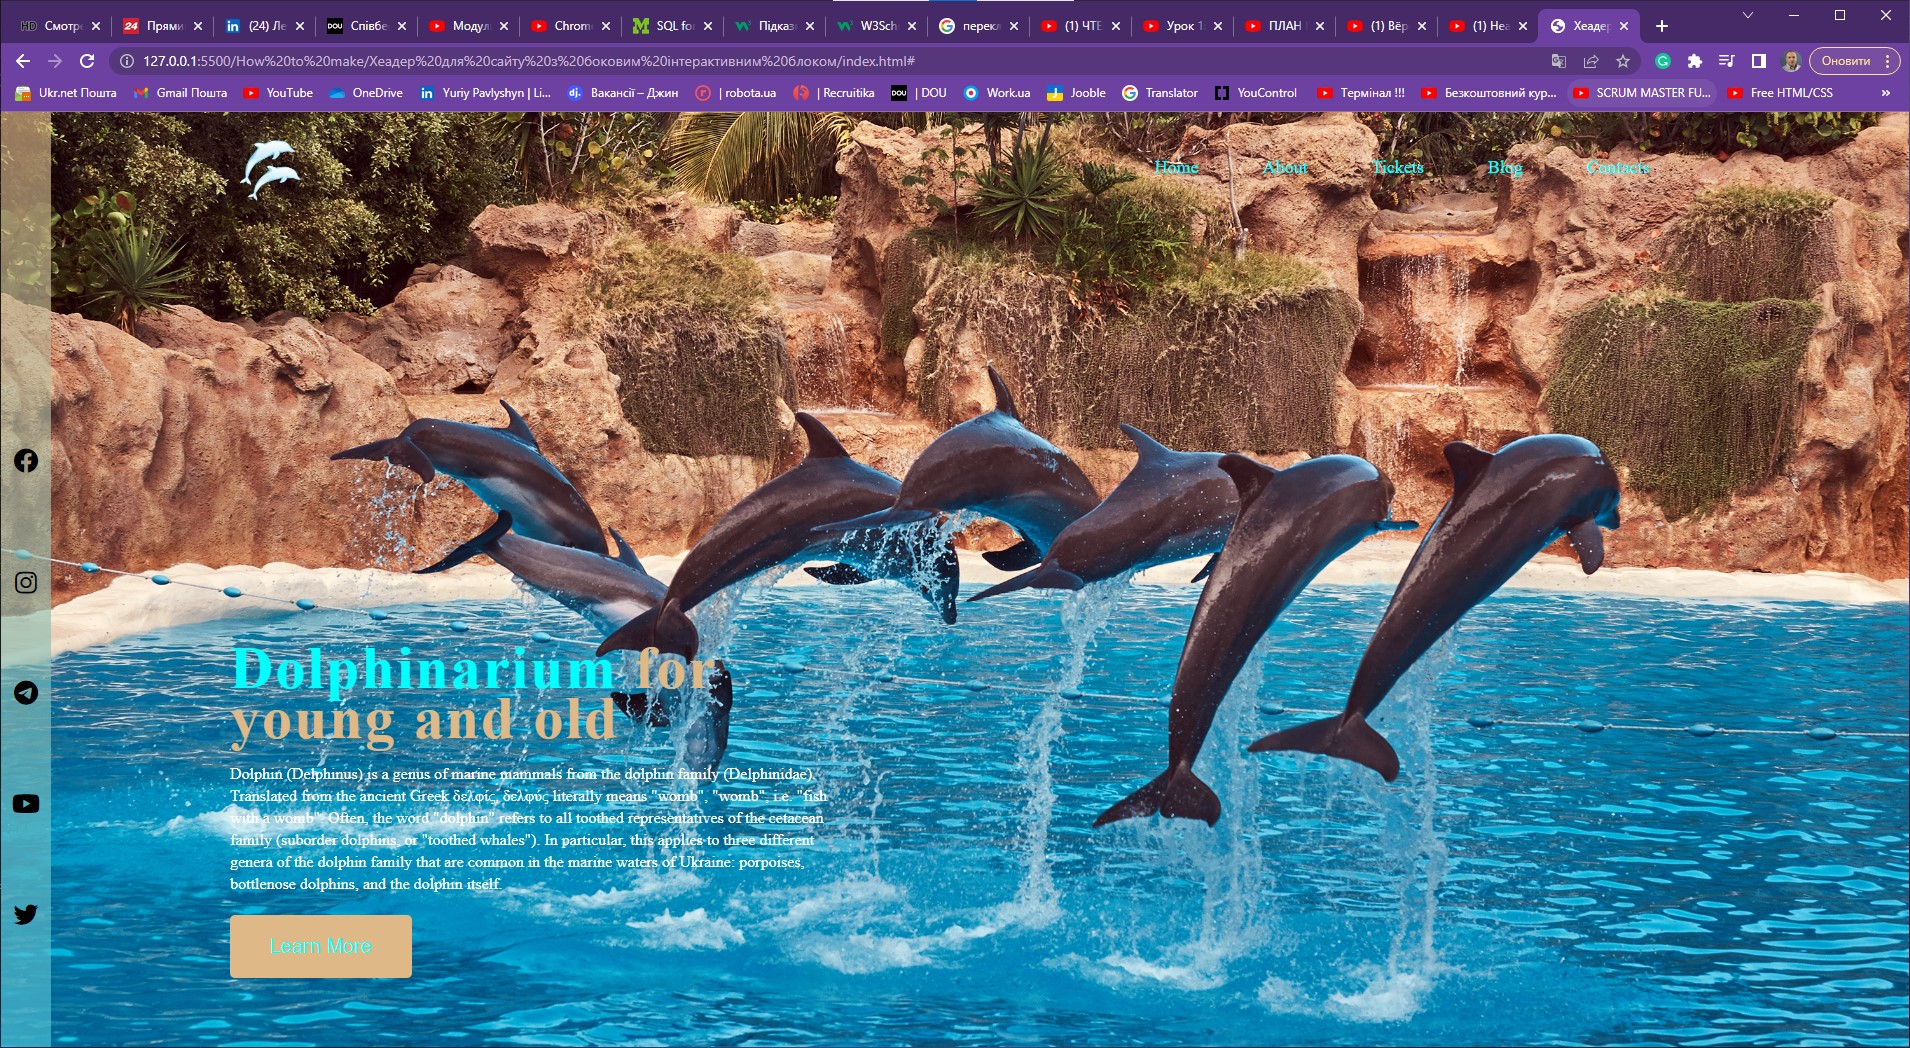 HD Смотр
24 Прями
in (24) Ле
DOU Співбе
Модул
Chrom
SQL fo
Підказ
W3Sch
G перекл
(1) ЧТЕ
Урок 1
ПЛАН
(1) Вёр
(1) Неа
Хеадер
127.0.0.1:5500/How%20to%20make/Хеадер%20для%20сайту%20з%20боковим%20інтерактивним%20блоком/index.html#
Оновити
Ukr.net Пошта
Gmail Пошта
YouTube
OneDrive
in Yuriy Pavlyshyn | Li...
dj. Вакансії – Джин
r | robota.ua
| Recruitika
DOU | DOU
Work.ua
Jooble
G Translator
YouControl
Термінал !!!
Безкоштовний кур...
SCRUM MASTER FU...
Free HTML/CSS
»
Home
About
Tickets
Blog
Contacts
Dolphinarium for
young and old
Dolphin (Delphinus) is a genus of marine mammals from the dolphin family (Delphinidae).
Translated from the ancient Greek δελφίς, δελφύς literally means "womb", "womb", i.e. "fish
with a womb". Often, the word "dolphin" refers to all toothed representatives of the cetacean
family (suborder dolphins, or "toothed whales"). In particular, this applies to three different
genera of the dolphin family that are common in the marine waters of Ukraine: porpoises,
bottlenose dolphins, and the dolphin itself.
Learn More